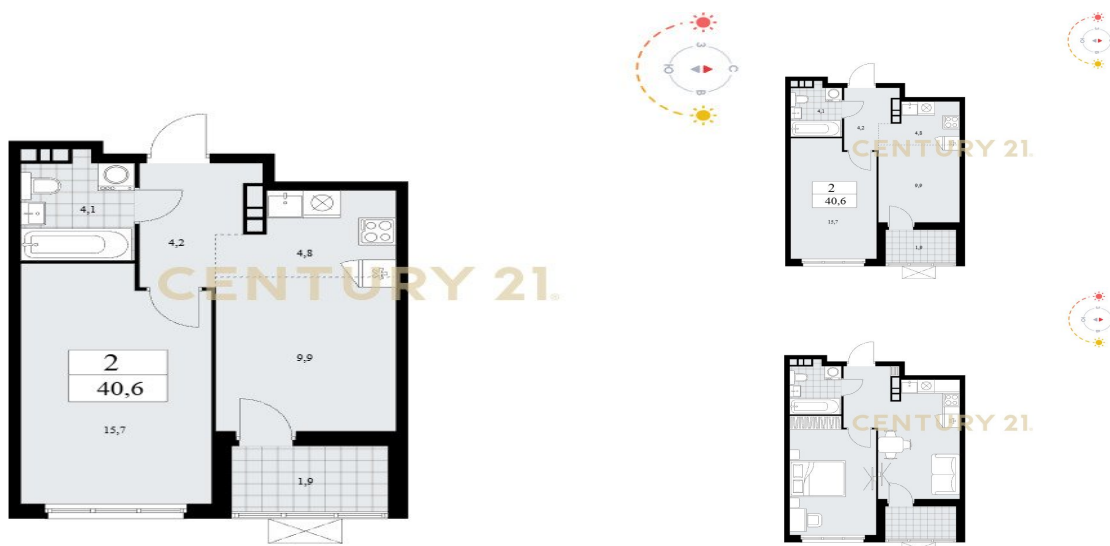 З
Ю
С
В
4,1
4,2
4,8
CENTURY 21.
9,9
2
40,6
15,7
1,9
4,1
4,2
4,8
CENTURY 21.
2
40,6
9,9
15,7
1,9
CENTURY 21.